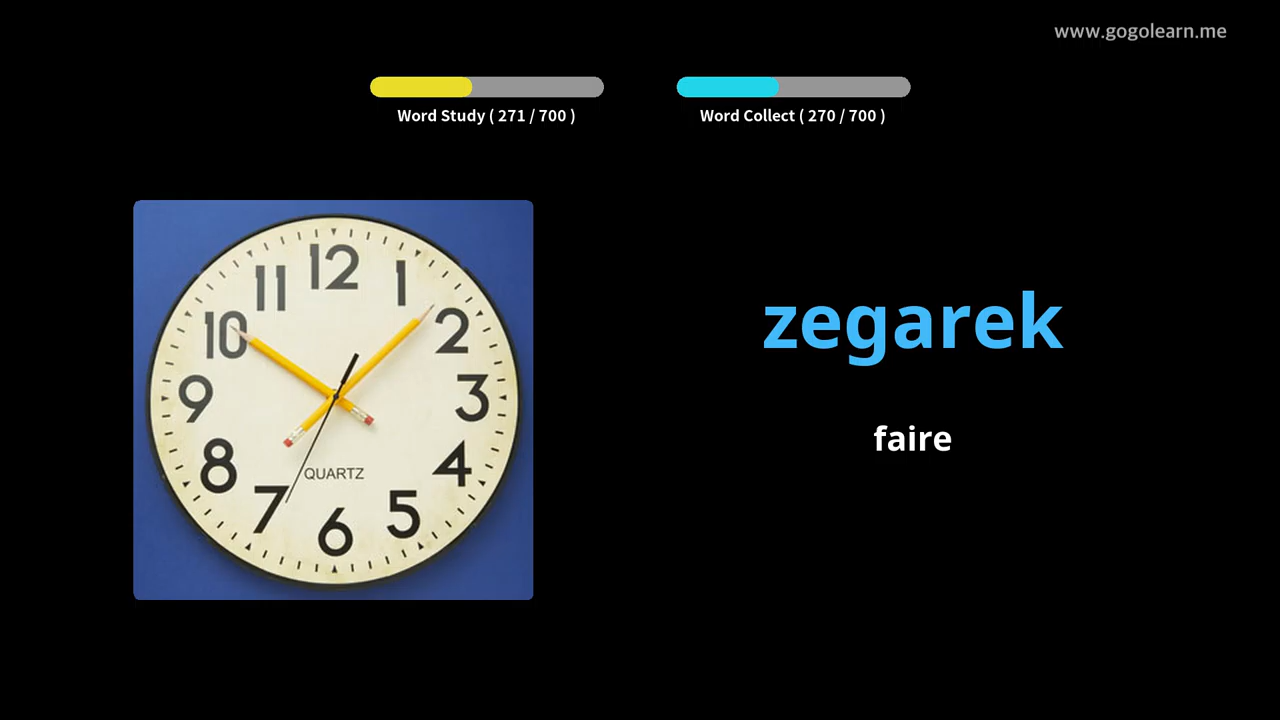 www.gogolearn.me
Word Study ( 271 / 700 )
Word Collect ( 270 / 700 )
12
11
1
10
2
9
3
8
4
7
5
6
QUARTZ
zegarek
faire